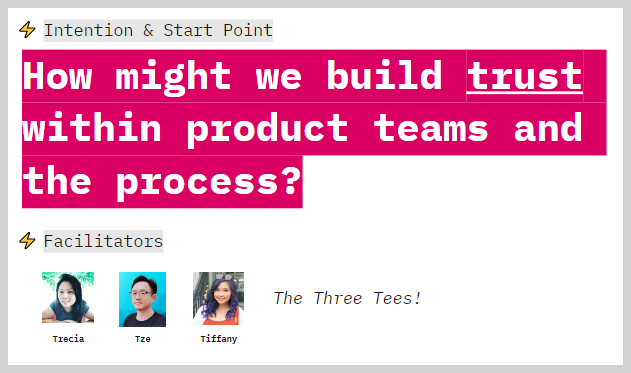 ⚡ Intention & Start Point
How might we build trust
within product teams and
the process?
⚡ Facilitators
The Three Tees!
Trecia Tze Tiffany